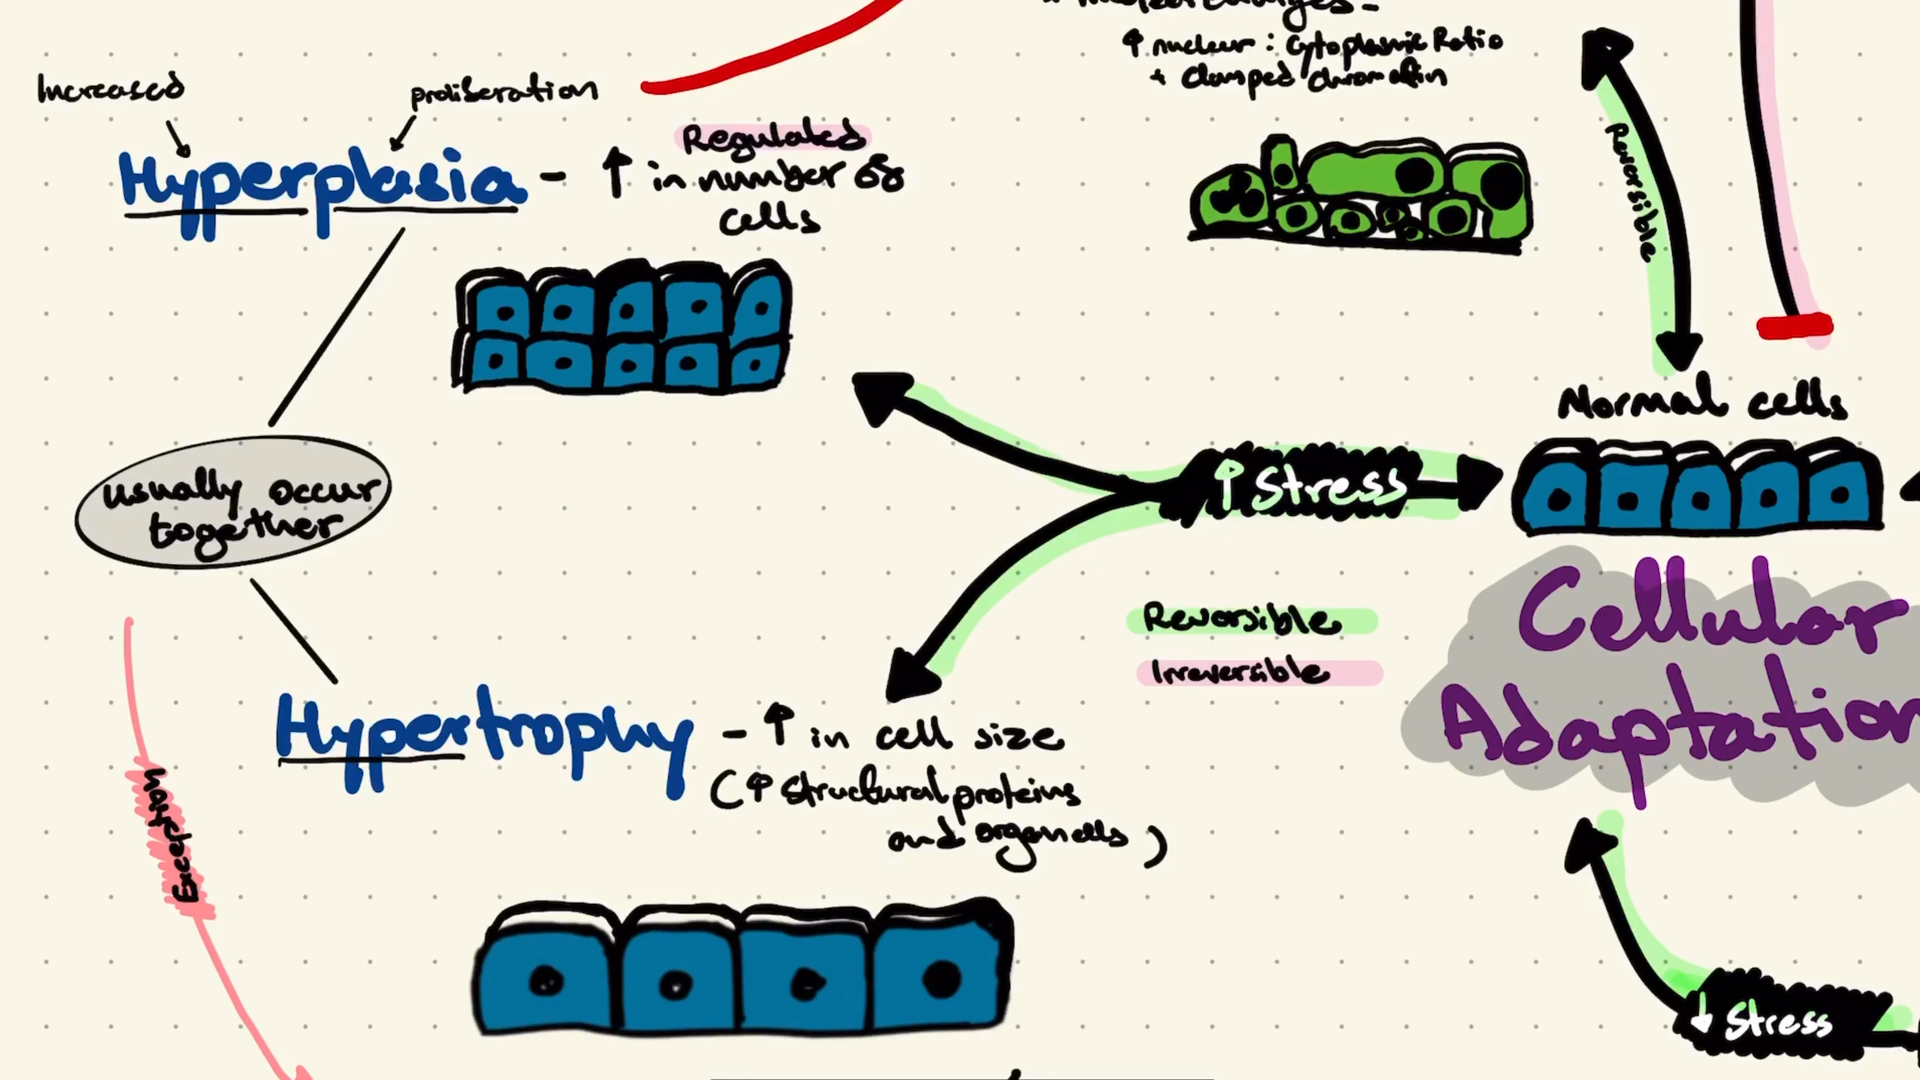 ↑ nuclear : Cytoplasmic Ratio
+ Clumped Chromatin
Increased
proliferation
Hyperplasia - ↑ Regulated
in number of
cells
Reversible
Normal cells
↑ Stress
usually occur
together
Reversible
Irreversible
Cellular
Adaptation
Hypertrophy - ↑ in cell size
(↑ Structural proteins
and organells)
Exception
↓ Stress